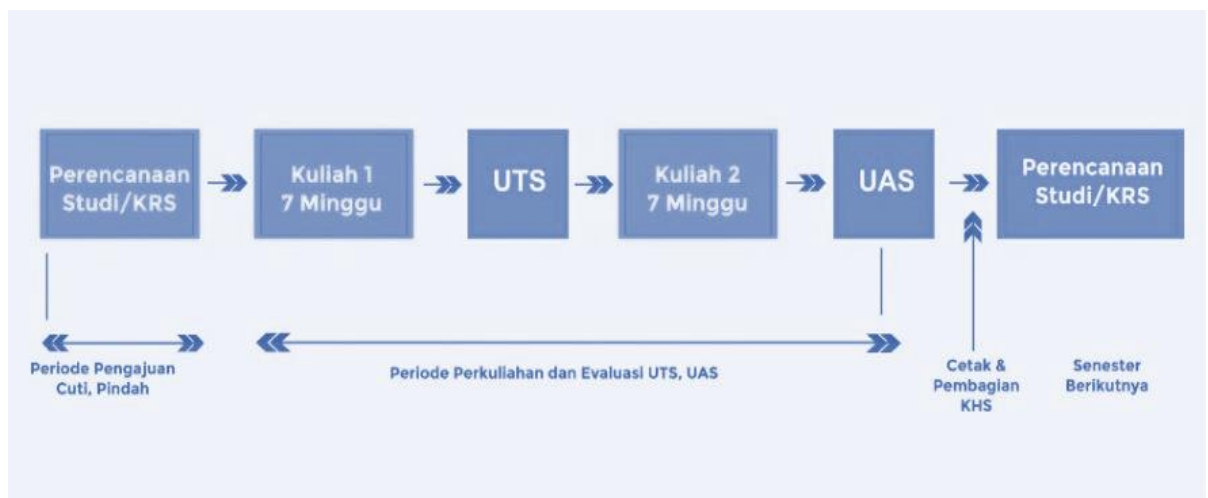 Perencanaan
Studi/KRS
Kuliah 1
7 Minggu
UTS
Kuliah 2
7 Minggu
UAS
Perencanaan
Studi/KRS
Periode Pengajuan
Cuti, Pindah
Periode Perkuliahan dan Evaluasi UTS, UAS
Cetak &
Pembagian
KHS
Senester
Berikutnya